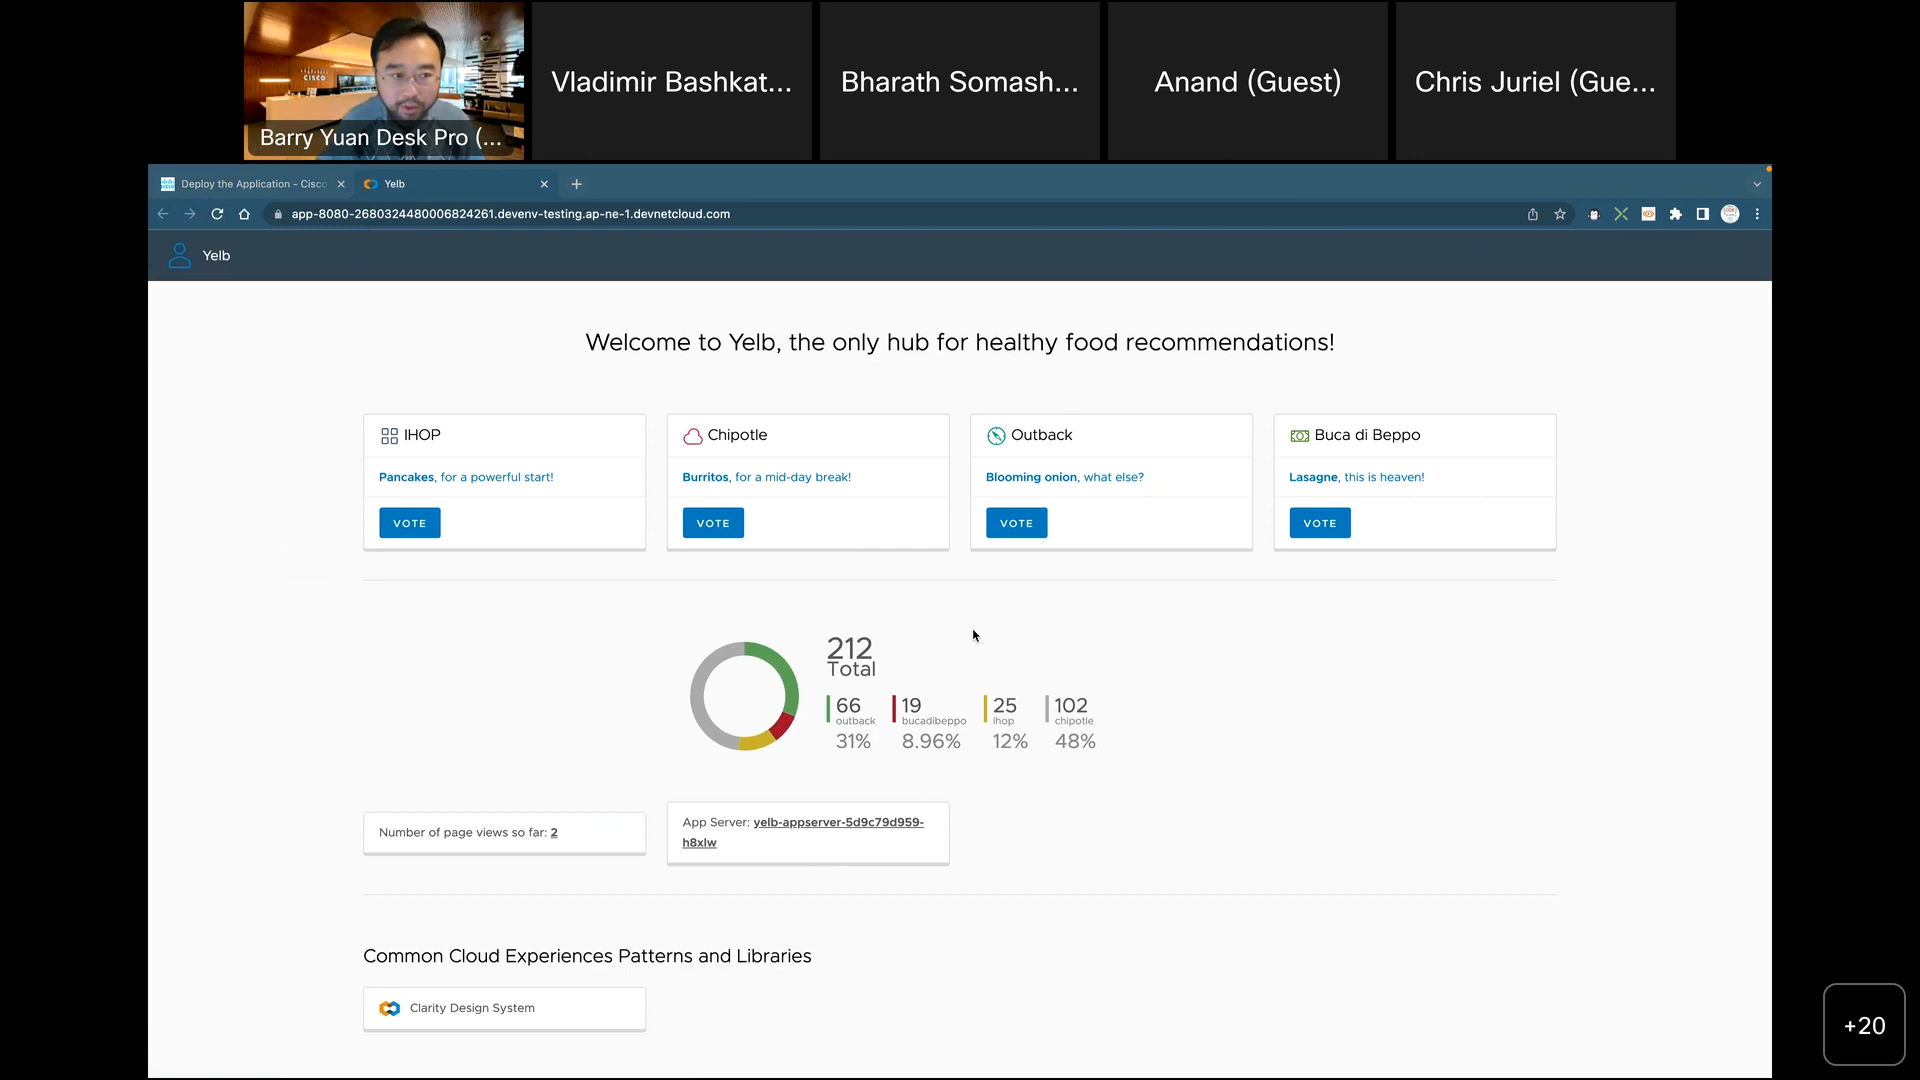 CISCO
Barry Yuan Desk Pro (...
Vladimir Bashkat...
Bharath Somash...
Anand (Guest)
Chris Juriel (Gue...
Deploy the Application - Cisco
Yelb
app-8080-2680324480006824261.devenv-testing.ap-ne-1.devnetcloud.com
Yelb
Welcome to Yelb, the only hub for healthy food recommendations!
IHOP
Pancakes, for a powerful start!
VOTE
Chipotle
Burritos, for a mid-day break!
VOTE
Outback
Blooming onion, what else?
VOTE
Buca di Beppo
Lasagne, this is heaven!
VOTE
212
Total
66
outback
31%
19
bucadibeppo
8.96%
25
ihop
12%
102
chipotle
48%
Number of page views so far: 2
App Server: yelb-appserver-5d9c79d959-
h8xlw
Common Cloud Experiences Patterns and Libraries
Clarity Design System
+20